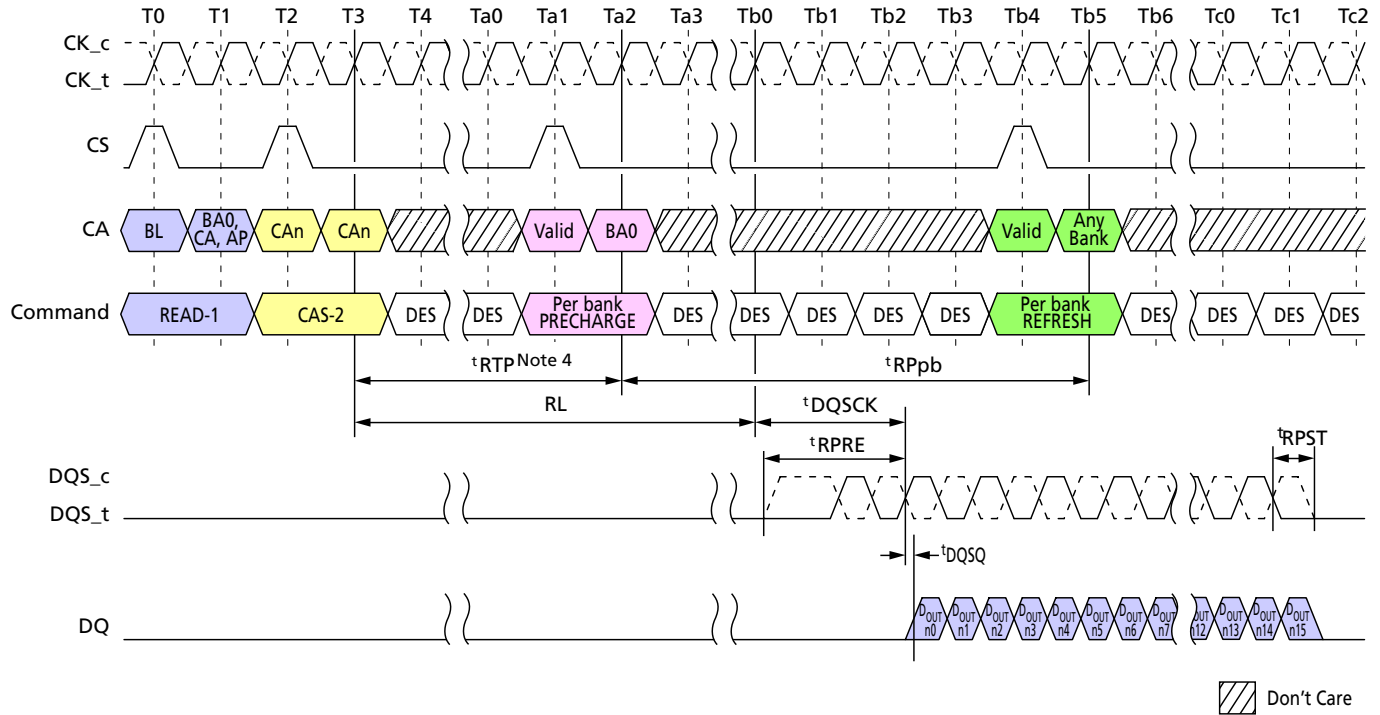 T0 T1 T2 T3 T4 Ta0 Ta1 Ta2 Ta3 Tb0 Tb1 Tb2 Tb3 Tb4 Tb5 Tb6 Tc0 Tc1 Tc2
CK_c
CK_t
CS
CA BL BA0, CA, AP CAn CAn Valid BA0 Valid Any Bank
Command READ-1 CAS-2 DES DES Per bank PRECHARGE DES DES DES DES DES Per bank REFRESH DES DES DES DES
tRTP Note 4 tRPpb
RL tDQSCK
tRPRE tRPST
DQS_c
DQS_t
tDQSQ
DQ DOUT n0 DOUT n1 DOUT n2 DOUT n3 DOUT n4 DOUT n5 DOUT n6 DOUT n7 DOUT n12 DOUT n13 DOUT n14 DOUT n15
Don't Care